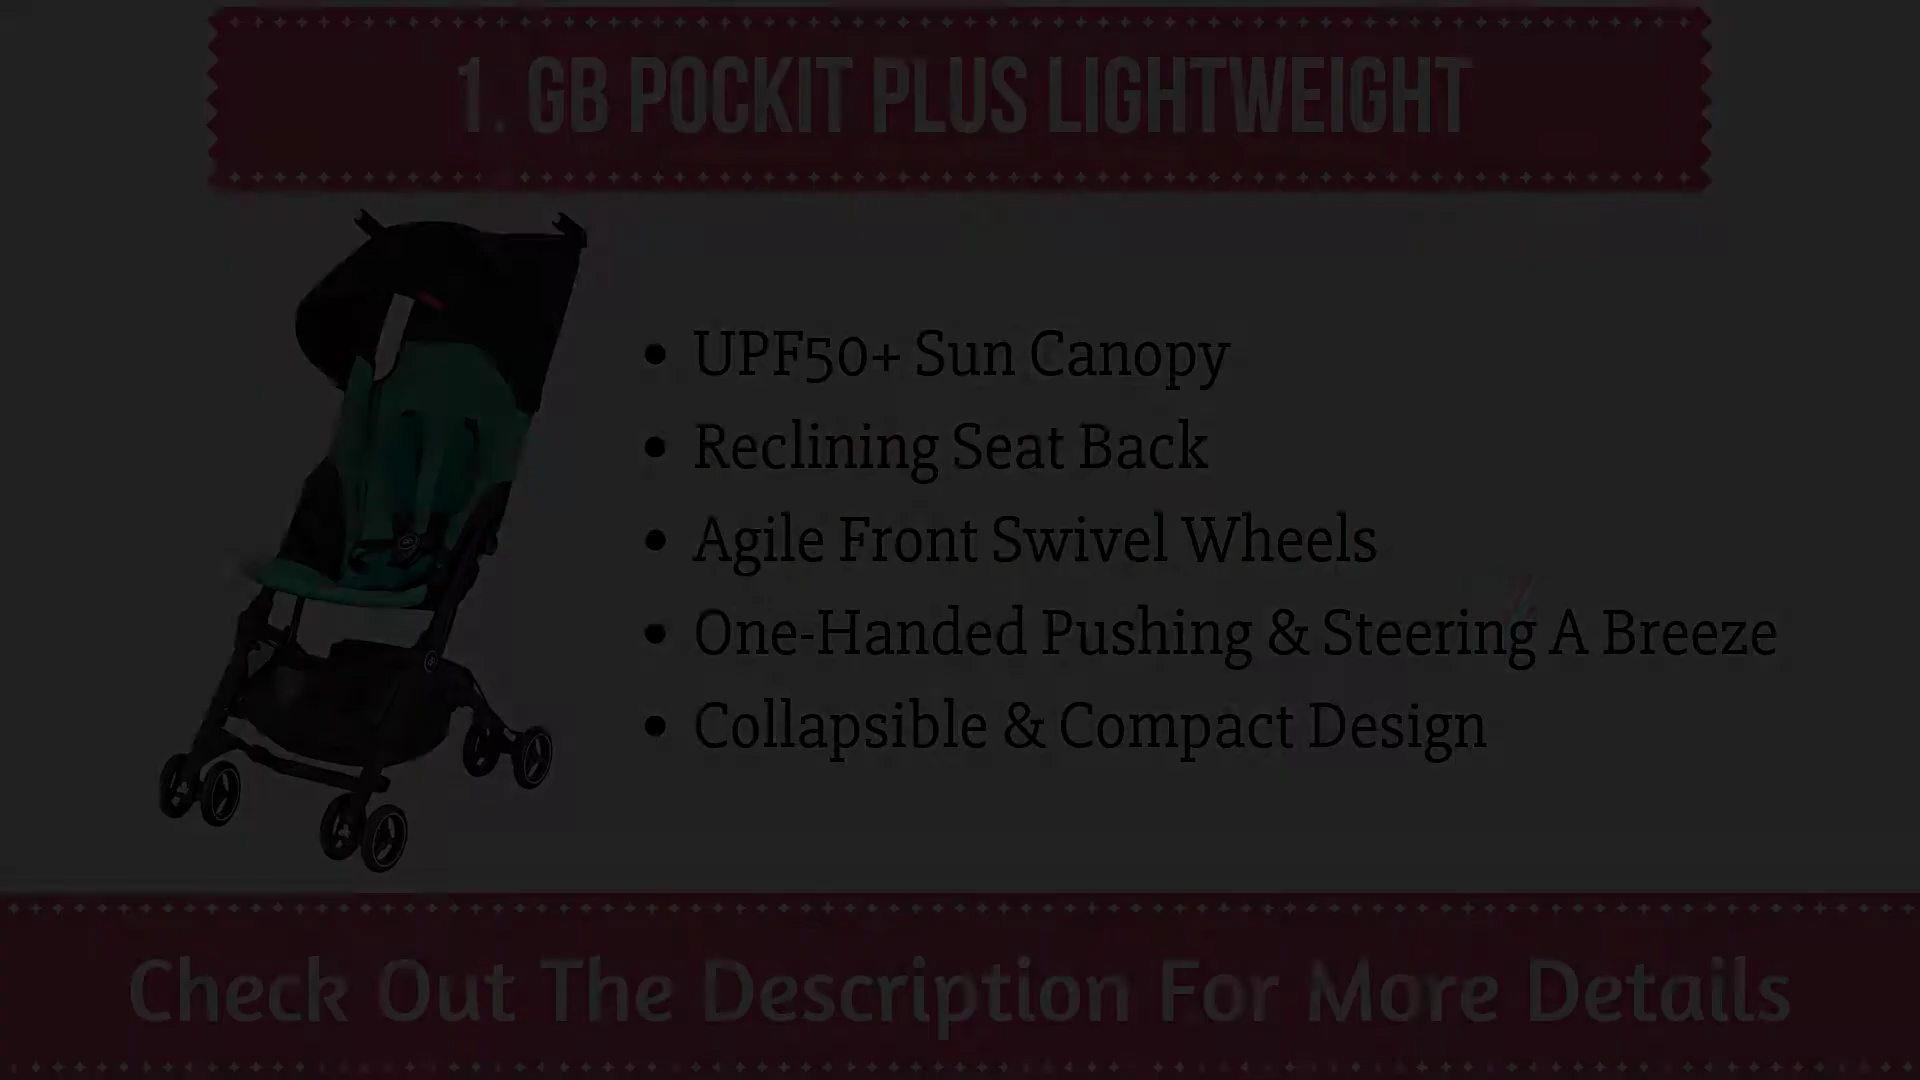 1. GB POCKIT PLUS LIGHTWEIGHT
• UPF50+ Sun Canopy
• Reclining Seat Back
• Agile Front Swivel Wheels
• One-Handed Pushing & Steering A Breeze
• Collapsible & Compact Design
Check Out The Description For More Details